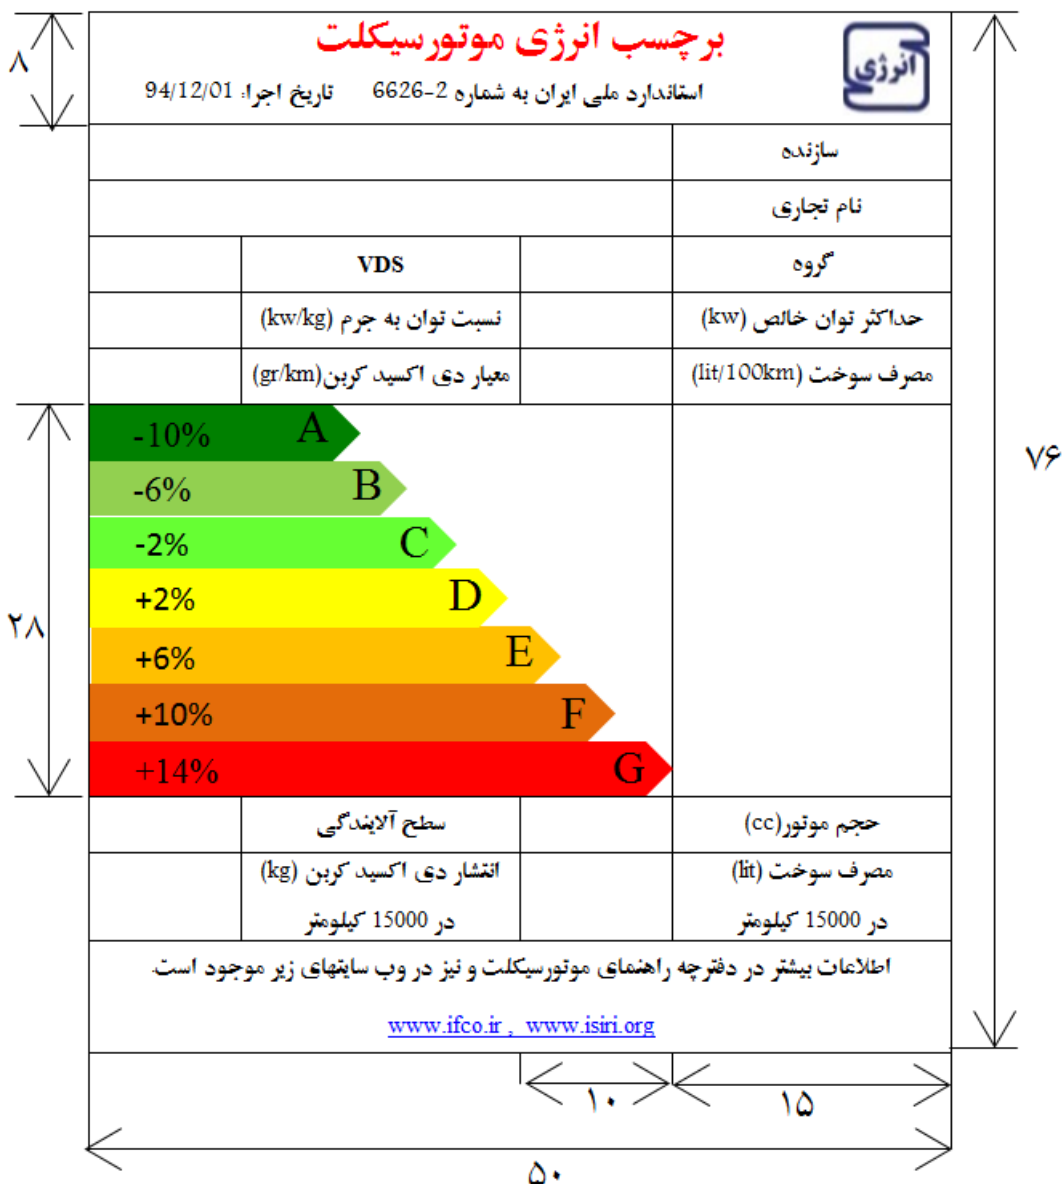 برچسب انرژی موتورسیکلت
انرژی
استاندارد ملی ایران به شماره 2-6626 تاریخ اجرا: 94/12/01
۸
سازنده
نام تجاری
گروه VDS
حداکثر توان خالص (kw) نسبت توان به جرم (kw/kg)
مصرف سوخت (lit/100km) معیار دی اکسید کربن(gr/km)
-10% A
-6% B
-2% C
+2% D
+6% E
+10% F
+14% G
۷۶
۲۸
حجم موتور(cc) سطح آلایندگی
مصرف سوخت (lit) انتشار دی اکسید کربن (kg)
در 15000 کیلومتر در 15000 کیلومتر
اطلاعات بیشتر در دفترچه راهنمای موتورسیکلت و نیز در وب سایتهای زیر موجود است.
www.ifco.ir , www.isiri.org
۱۰ ۱۵
۵۰